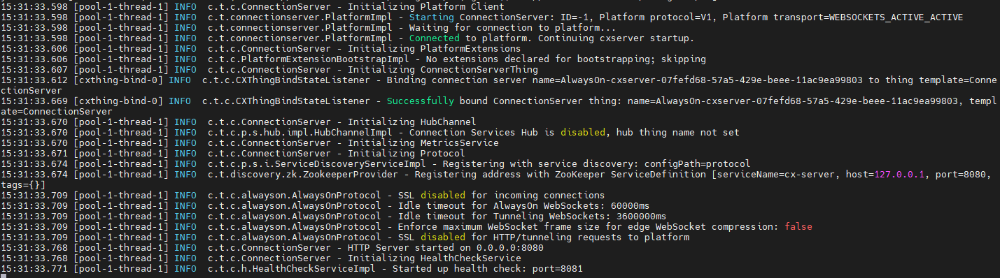 15:31:33.598 [pool-1-thread-1] INFO  c.t.c.ConnectionServer - Initializing Platform Client
15:31:33.598 [pool-1-thread-1] INFO  c.t.connectionserver.PlatformImpl - Starting ConnectionServer: ID=-1, Platform protocol=V1, Platform transport=WEBSOCKETS_ACTIVE_ACTIVE
15:31:33.598 [pool-1-thread-1] INFO  c.t.connectionserver.PlatformImpl - Waiting for connection to platform...
15:31:33.598 [pool-1-thread-1] INFO  c.t.connectionserver.PlatformImpl - Connected to platform. Continuing cxserver startup.
15:31:33.606 [pool-1-thread-1] INFO  c.t.c.ConnectionServer - Initializing PlatformExtensions
15:31:33.606 [pool-1-thread-1] INFO  c.t.c.PlatformExtensionBootstrapImpl - No extensions declared for bootstrapping; skipping
15:31:33.607 [pool-1-thread-1] INFO  c.t.c.ConnectionServer - Initializing ConnectionServerThing
15:31:33.612 [cxthing-bind-0] INFO  c.t.c.CXThingBindStateListener - Binding connection server name=AlwaysOn-cxserver-07fefd68-57a5-429e-beee-11ac9ea99803 to thing template=Conne
ctionServer
15:31:33.669 [cxthing-bind-0] INFO  c.t.c.CXThingBindStateListener - Successfully bound ConnectionServer thing: name=AlwaysOn-cxserver-07fefd68-57a5-429e-beee-11ac9ea99803, templ
ate=ConnectionServer
15:31:33.670 [pool-1-thread-1] INFO  c.t.c.ConnectionServer - Initializing HubChannel
15:31:33.670 [pool-1-thread-1] INFO  c.t.c.p.s.hub.impl.HubChannelImpl - Connection Services Hub is disabled, hub thing name not set
15:31:33.670 [pool-1-thread-1] INFO  c.t.c.ConnectionServer - Initializing MetricsService
15:31:33.671 [pool-1-thread-1] INFO  c.t.c.ConnectionServer - Initializing Protocol
15:31:33.674 [pool-1-thread-1] INFO  c.t.c.p.s.i.ServiceDiscoveryServiceImpl - Registering with service discovery: configPath=protocol
15:31:33.674 [pool-1-thread-1] INFO  c.t.discovery.zk.ZookeeperProvider - Registering address with ZooKeeper ServiceDefinition [serviceName=cx-server, host=127.0.0.1, port=8080,
tags={}]
15:31:33.709 [pool-1-thread-1] INFO  c.t.c.alwayson.AlwaysOnProtocol - SSL disabled for incoming connections
15:31:33.709 [pool-1-thread-1] INFO  c.t.c.alwayson.AlwaysOnProtocol - Idle timeout for AlwaysOn WebSockets: 60000ms
15:31:33.709 [pool-1-thread-1] INFO  c.t.c.alwayson.AlwaysOnProtocol - Idle timeout for Tunneling WebSockets: 3600000ms
15:31:33.709 [pool-1-thread-1] INFO  c.t.c.alwayson.AlwaysOnProtocol - Enforce maximum WebSocket frame size for edge WebSocket compression: false
15:31:33.709 [pool-1-thread-1] INFO  c.t.c.alwayson.AlwaysOnProtocol - SSL disabled for HTTP/tunneling requests to platform
15:31:33.768 [pool-1-thread-1] INFO  c.t.c.ConnectionServer - HTTP Server started on 0.0.0.0:8080
15:31:33.768 [pool-1-thread-1] INFO  c.t.c.ConnectionServer - Initializing HealthCheckService
15:31:33.771 [pool-1-thread-1] INFO  c.t.c.h.HealthCheckServiceImpl - Started up health check: port=8081